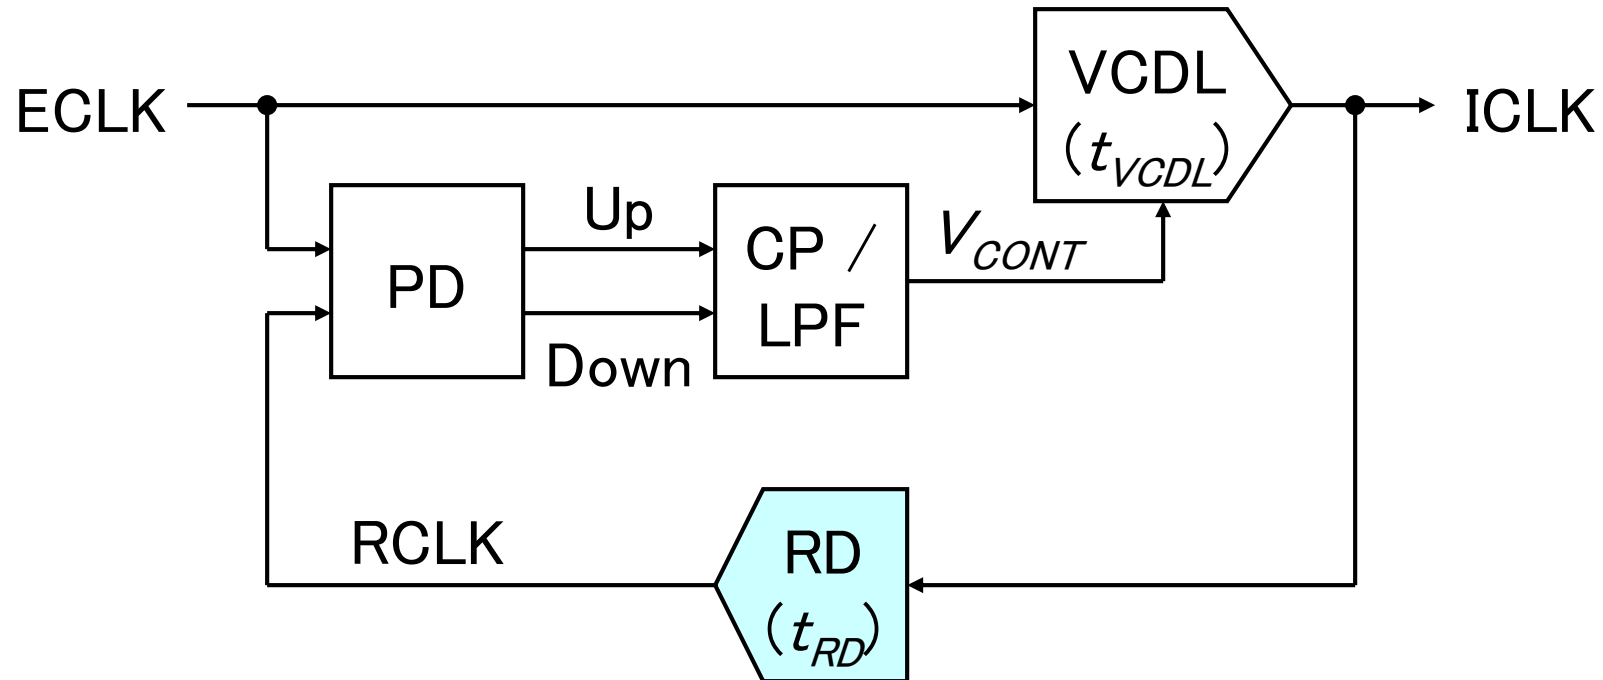 ECLK
VCDL
(tVCDL)
ICLK
Up
PD
CP /
LPF
VCONT
Down
RCLK
RD
(tRD)